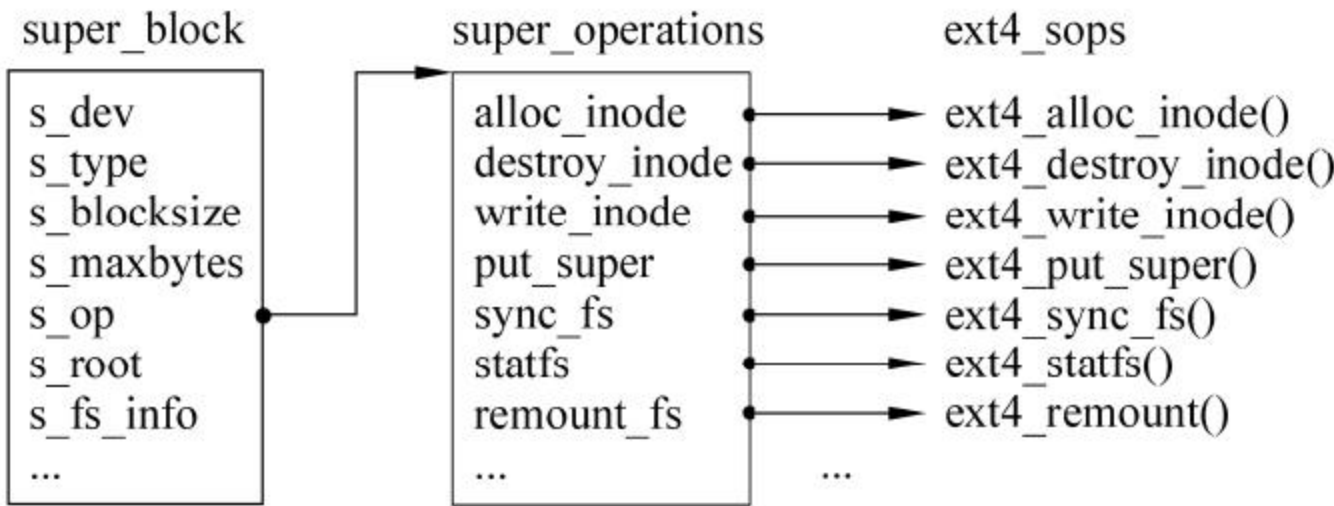 super_block
s_dev
s_type
s_blocksize
s_maxbytes
s_op
s_root
s_fs_info
...
super_operations
alloc_inode
destroy_inode
write_inode
put_super
sync_fs
statfs
remount_fs
...
ext4_sops
ext4_alloc_inode()
ext4_destroy_inode()
ext4_write_inode()
ext4_put_super()
ext4_sync_fs()
ext4_statfs()
ext4_remount()
...